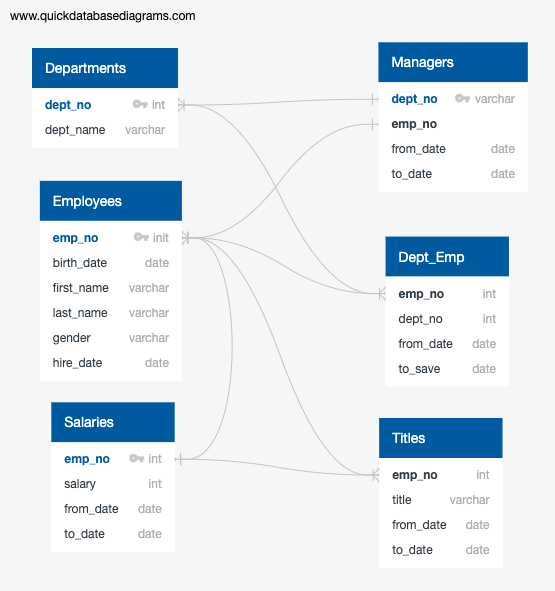 www.quickdatabasediagrams.com
Departments
dept_no int
dept_name varchar
Employees
emp_no init
birth_date date
first_name varchar
last_name varchar
gender varchar
hire_date date
Salaries
emp_no int
salary int
from_date date
to_date date
Managers
dept_no varchar
emp_no
from_date date
to_date date
Dept_Emp
emp_no int
dept_no int
from_date date
to_save date
Titles
emp_no int
title varchar
from_date date
to_date date